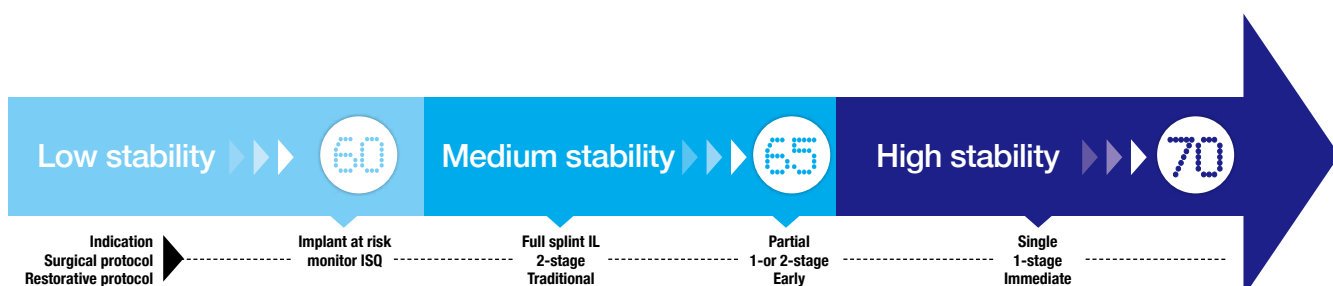 Low stability
60
Medium stability
65
High stability
70
Indication
Surgical protocol
Restorative protocol
Implant at risk
monitor ISQ
Full splint IL
2-stage
Traditional
Partial
1-or 2-stage
Early
Single
1-stage
Immediate